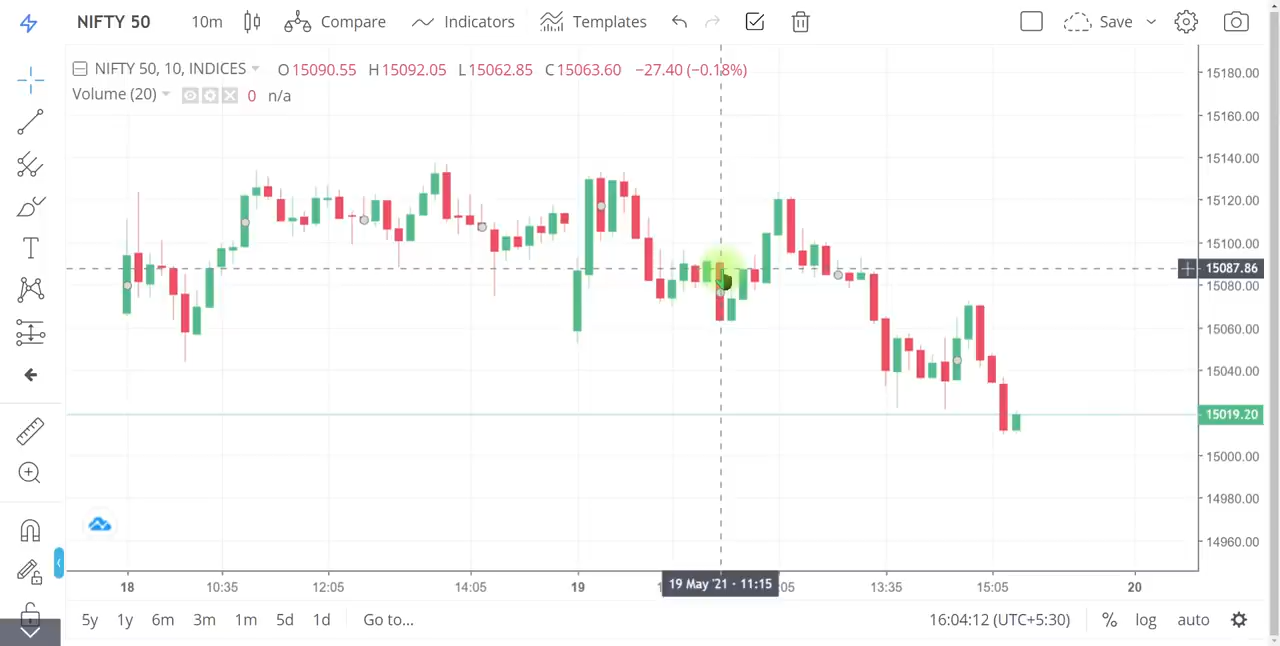 NIFTY 50 10m Compare Indicators Templates Save
NIFTY 50, 10, INDICES O15090.55 H15092.05 L15062.85 C15063.60 −27.40 (−0.18%)
Volume (20) 0 n/a
15180.00
15160.00
15140.00
15120.00
15100.00
15087.86
15080.00
15060.00
15040.00
15019.20
15000.00
14980.00
14960.00
18 10:35 12:05 14:05 19 19 May '21 - 11:15 :05 13:35 15:05 20
5y 1y 6m 3m 1m 5d 1d Go to... 16:04:12 (UTC+5:30) % log auto